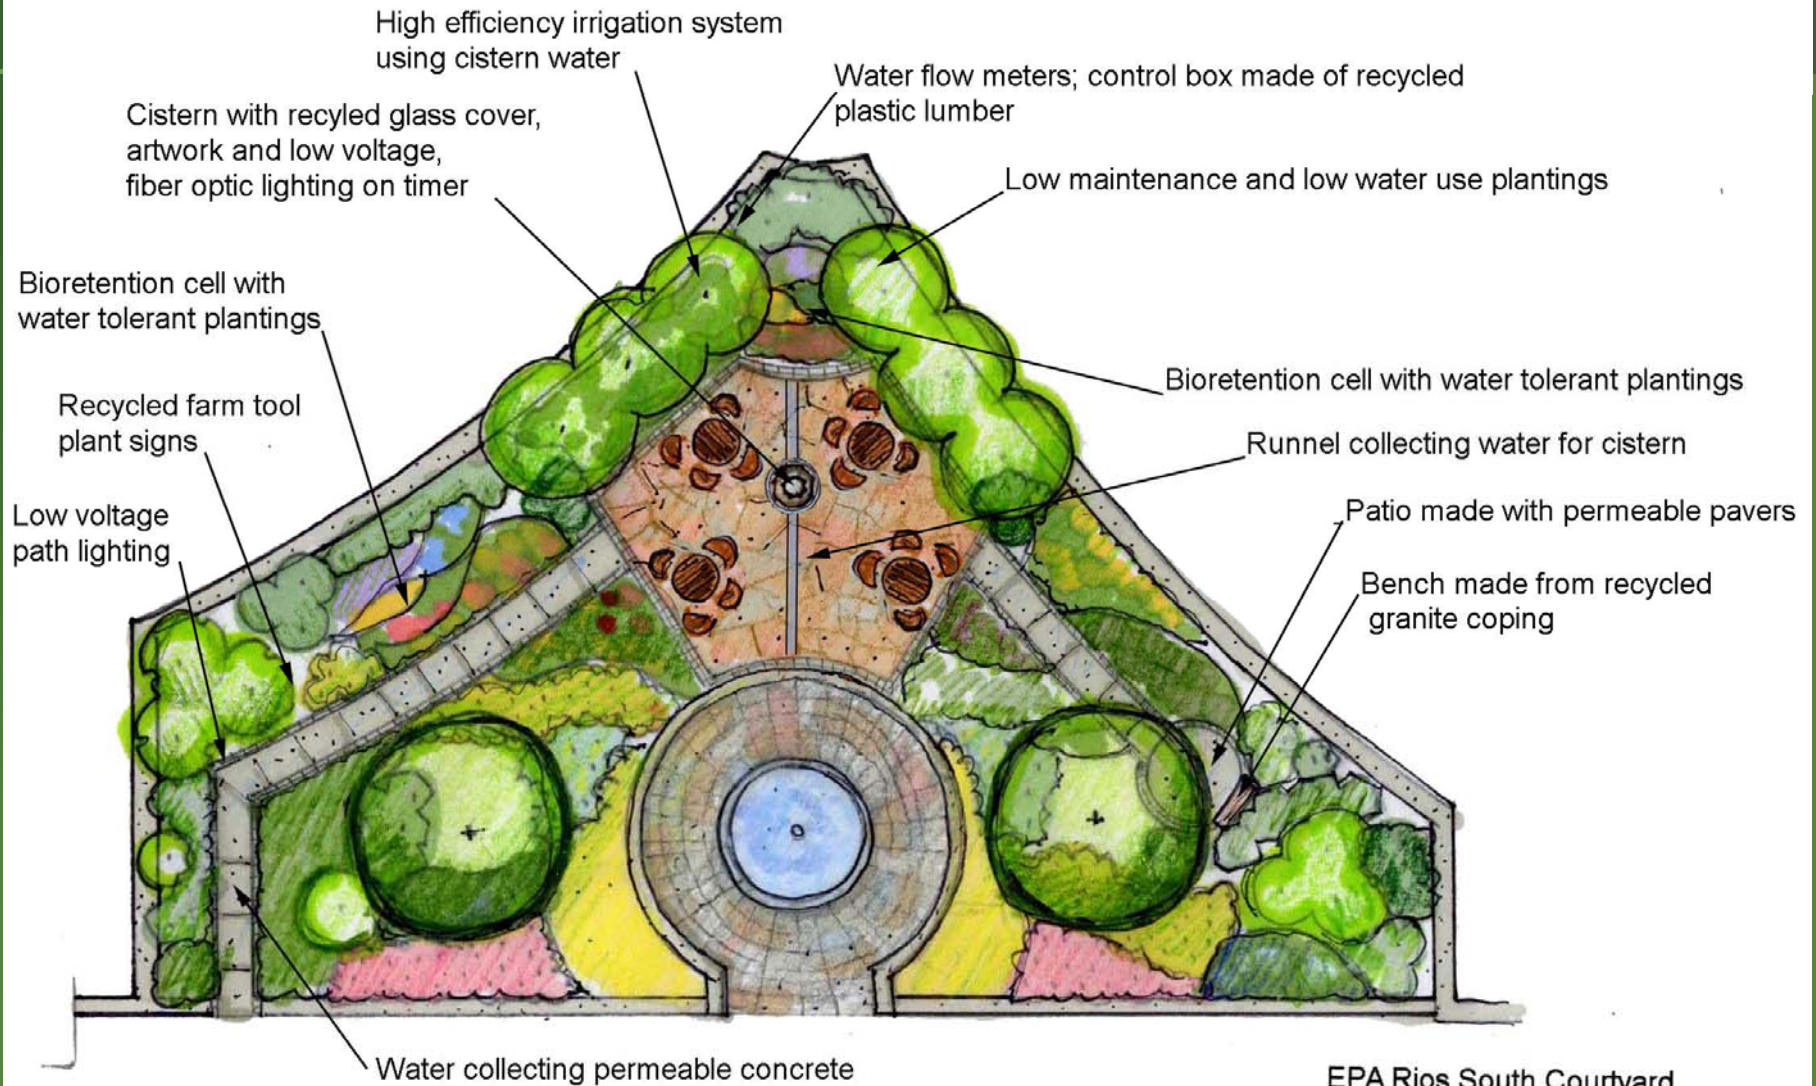 High efficiency irrigation system
using cistern water
Water flow meters; control box made of recycled
plastic lumber
Cistern with recyled glass cover,
artwork and low voltage,
fiber optic lighting on timer
Low maintenance and low water use plantings
Bioretention cell with
water tolerant plantings
Bioretention cell with water tolerant plantings
Recycled farm tool
plant signs
Runnel collecting water for cistern
Low voltage
path lighting
Patio made with permeable pavers
Bench made from recycled
granite coping
Water collecting permeable concrete
EPA Rios South Courtyard